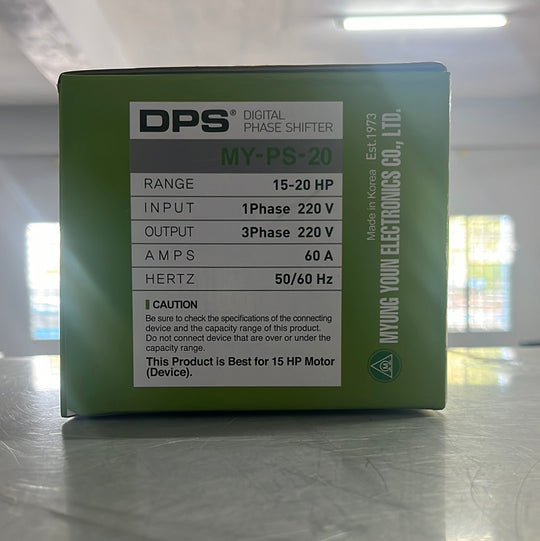 DPS® DIGITAL PHASE SHIFTER
MY-PS-20
RANGE 15-20 HP
INPUT 1Phase 220 V
OUTPUT 3Phase 220 V
AMPS 60 A
HERTZ 50/60 Hz
CAUTION
Be sure to check the specifications of the connecting
device and the capacity range of this product.
Do not connect device that are over or under the
capacity range.
This Product is Best for 15 HP Motor
(Device).
Made in Korea Est.1973
MYUNG YOUN ELECTRONICS CO., LTD.